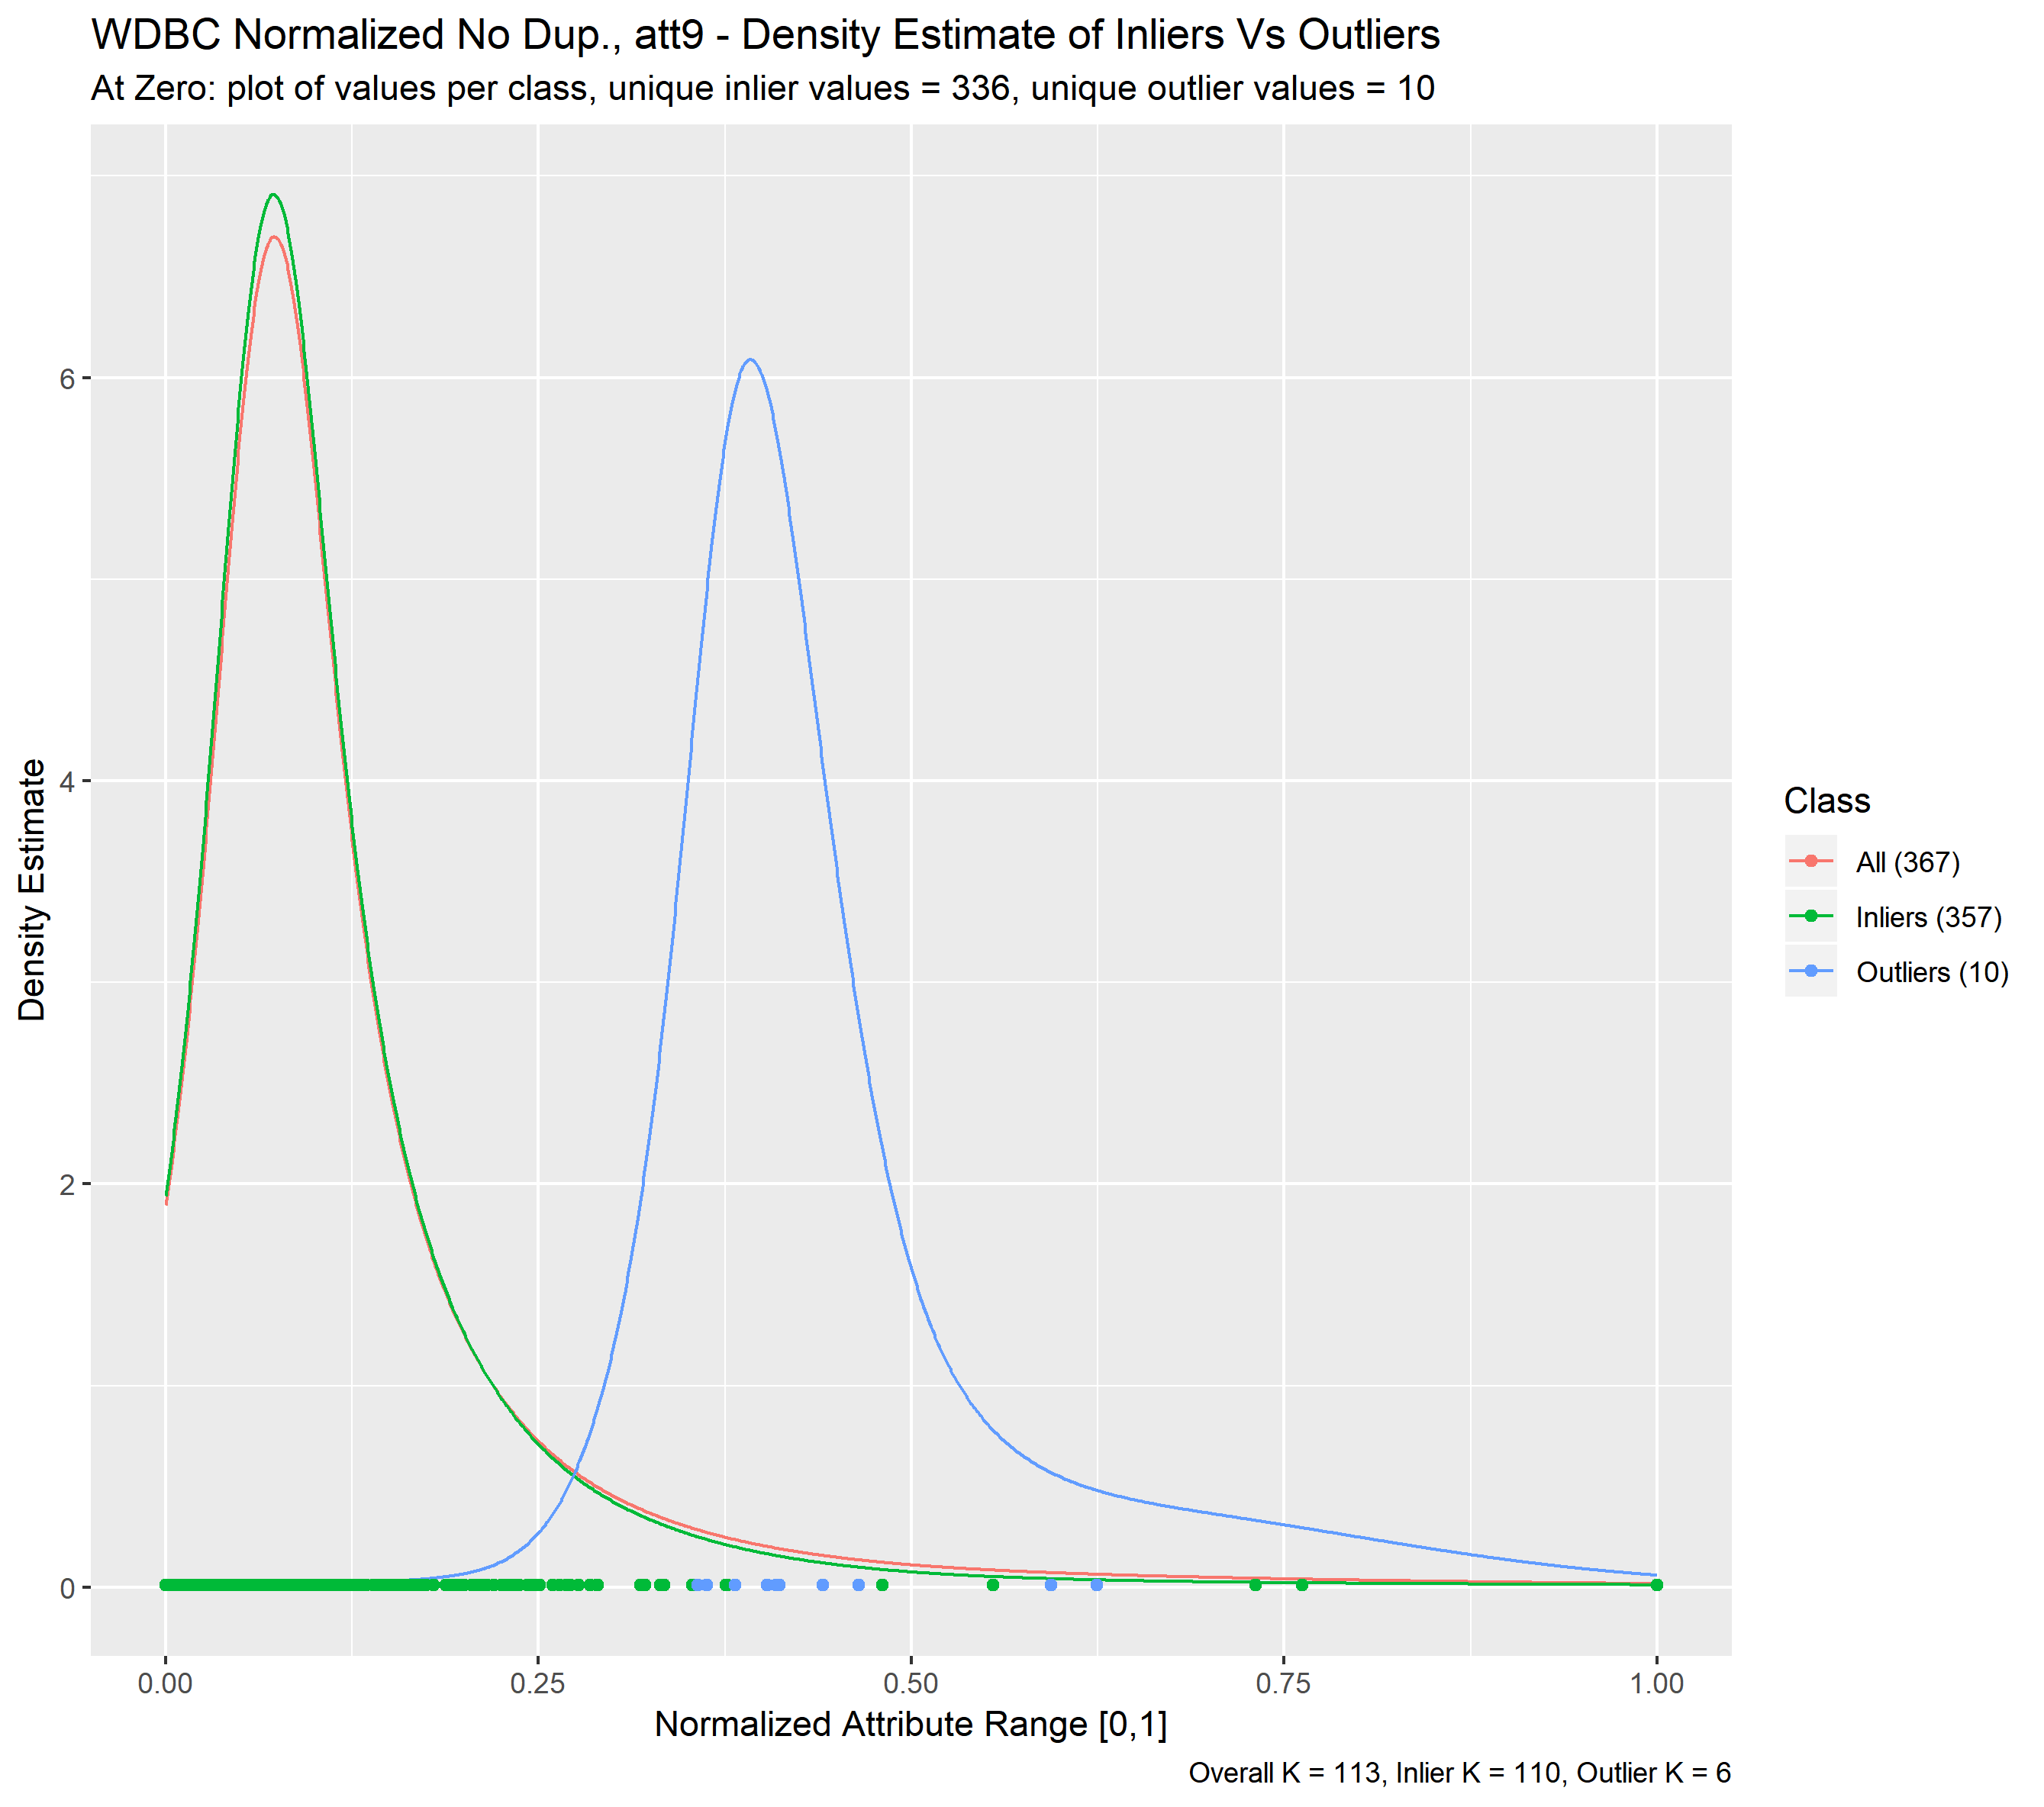 WDBC Normalized No Dup., att9 - Density Estimate of Inliers Vs Outliers
At Zero: plot of values per class, unique inlier values = 336, unique outlier values = 10
Density Estimate
6
4
2
0
0.00 0.25 0.50 0.75 1.00
Normalized Attribute Range [0,1]
Class
All (367)
Inliers (357)
Outliers (10)
Overall K = 113, Inlier K = 110, Outlier K = 6